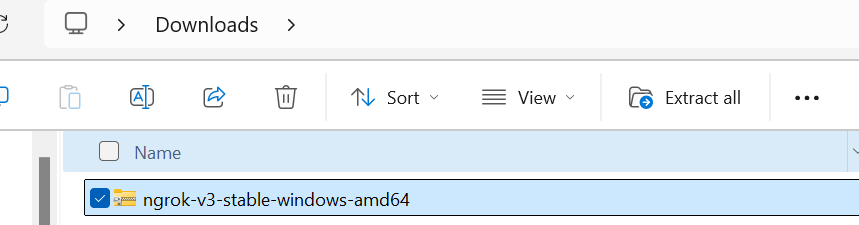 Downloads
Sort View Extract all
Name
ngrok-v3-stable-windows-amd64